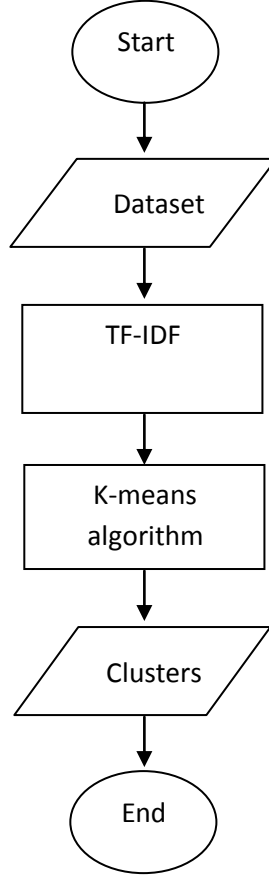 Start
Dataset
TF-IDF
K-means
algorithm
Clusters
End